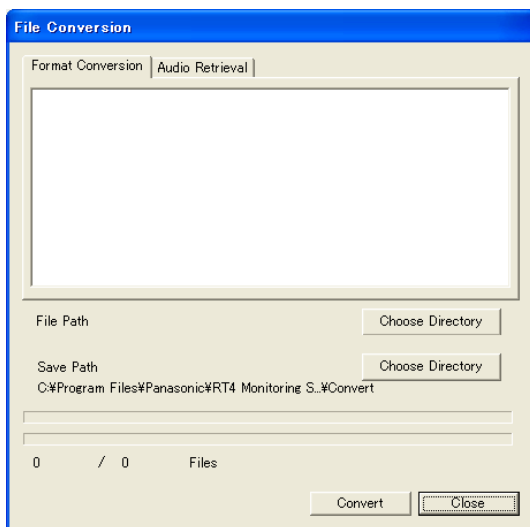 File Conversion
Format Conversion Audio Retrieval
File Path Choose Directory
Save Path Choose Directory
C:¥Program Files¥Panasonic¥RT4 Monitoring S...¥Convert
0 / 0 Files
Convert Close